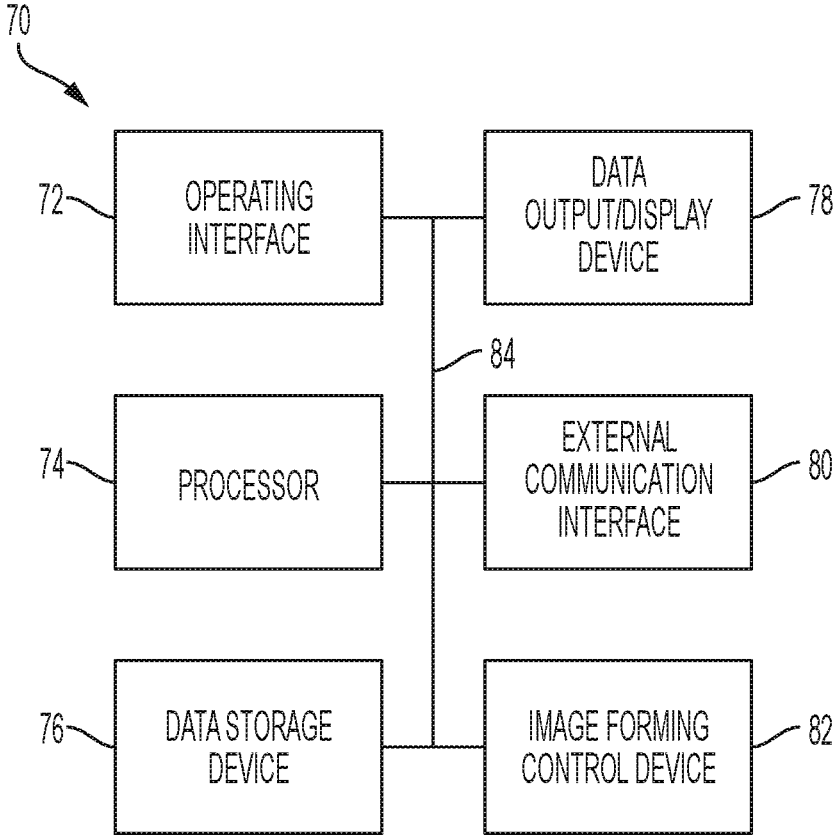 70
72
OPERATING
INTERFACE
DATA
OUTPUT/DISPLAY
DEVICE
78
84
74
PROCESSOR
EXTERNAL
COMMUNICATION
INTERFACE
80
76
DATA STORAGE
DEVICE
IMAGE FORMING
CONTROL DEVICE
82